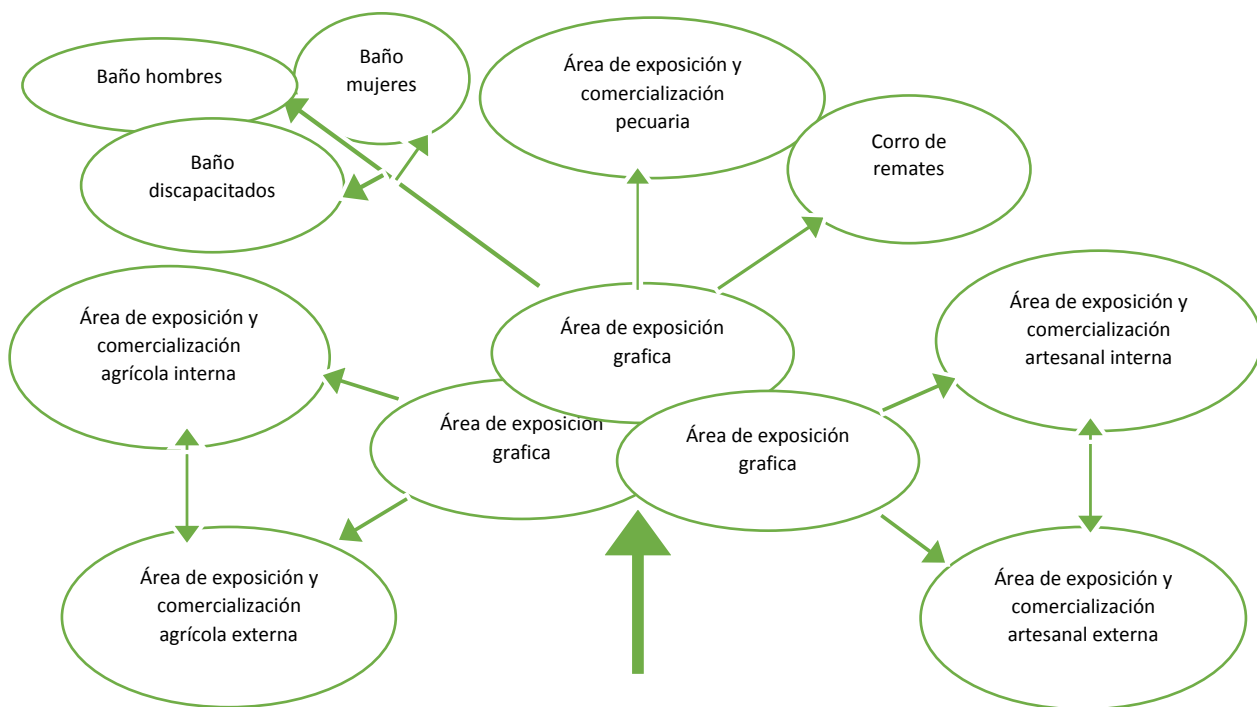 Baño hombres
Baño
mujeres
Área de exposición y
comercialización
pecuaria
Baño
discapacitados
Corro de
remates
Área de exposición y
comercialización
agrícola interna
Área de exposición
grafica
Área de exposición y
comercialización
artesanal interna
Área de exposición
grafica
Área de exposición
grafica
Área de exposición y
comercialización
agrícola externa
Área de exposición y
comercialización
artesanal externa